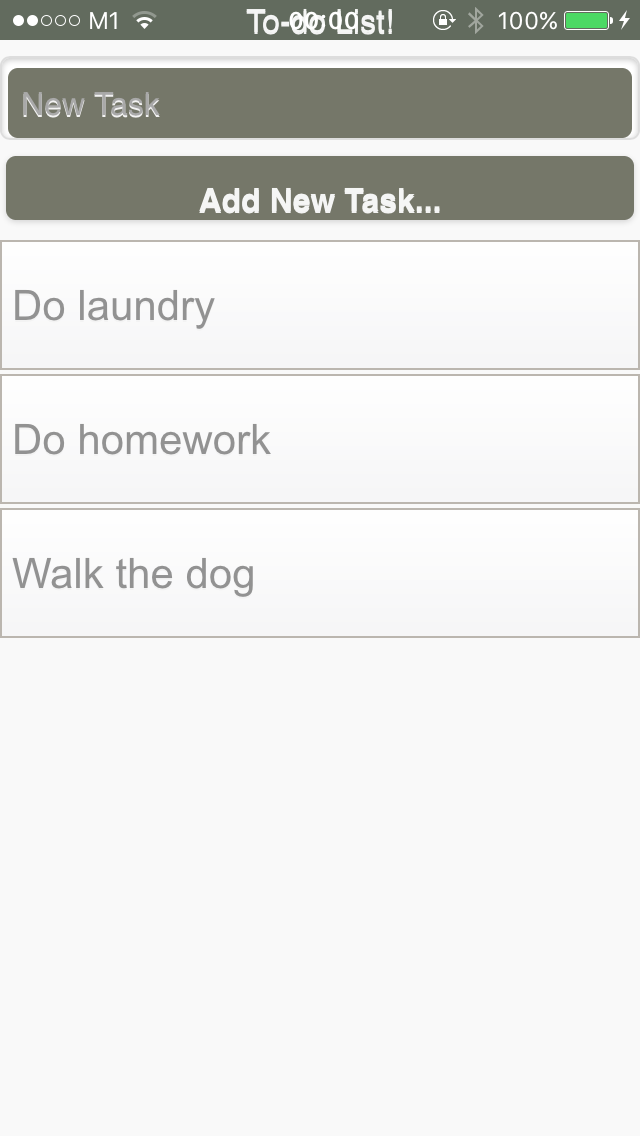 M1 To-do List! 100%
New Task
Add New Task...
Do laundry
Do homework
Walk the dog